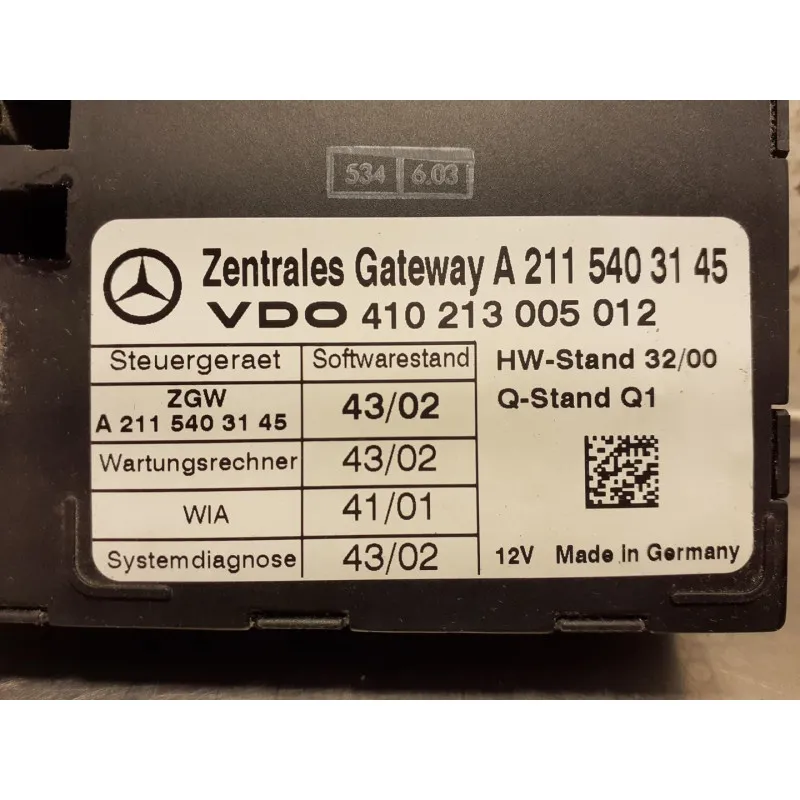 534 6.03
Zentrales Gateway A 211 540 31 45
VDO 410 213 005 012
Steuergeraet Softwarestand
HW-Stand 32/00
ZGW
A 211 540 31 45 43/02
Q-Stand Q1
Wartungsrechner 43/02
WIA 41/01
Systemdiagnose 43/02
12V Made in Germany